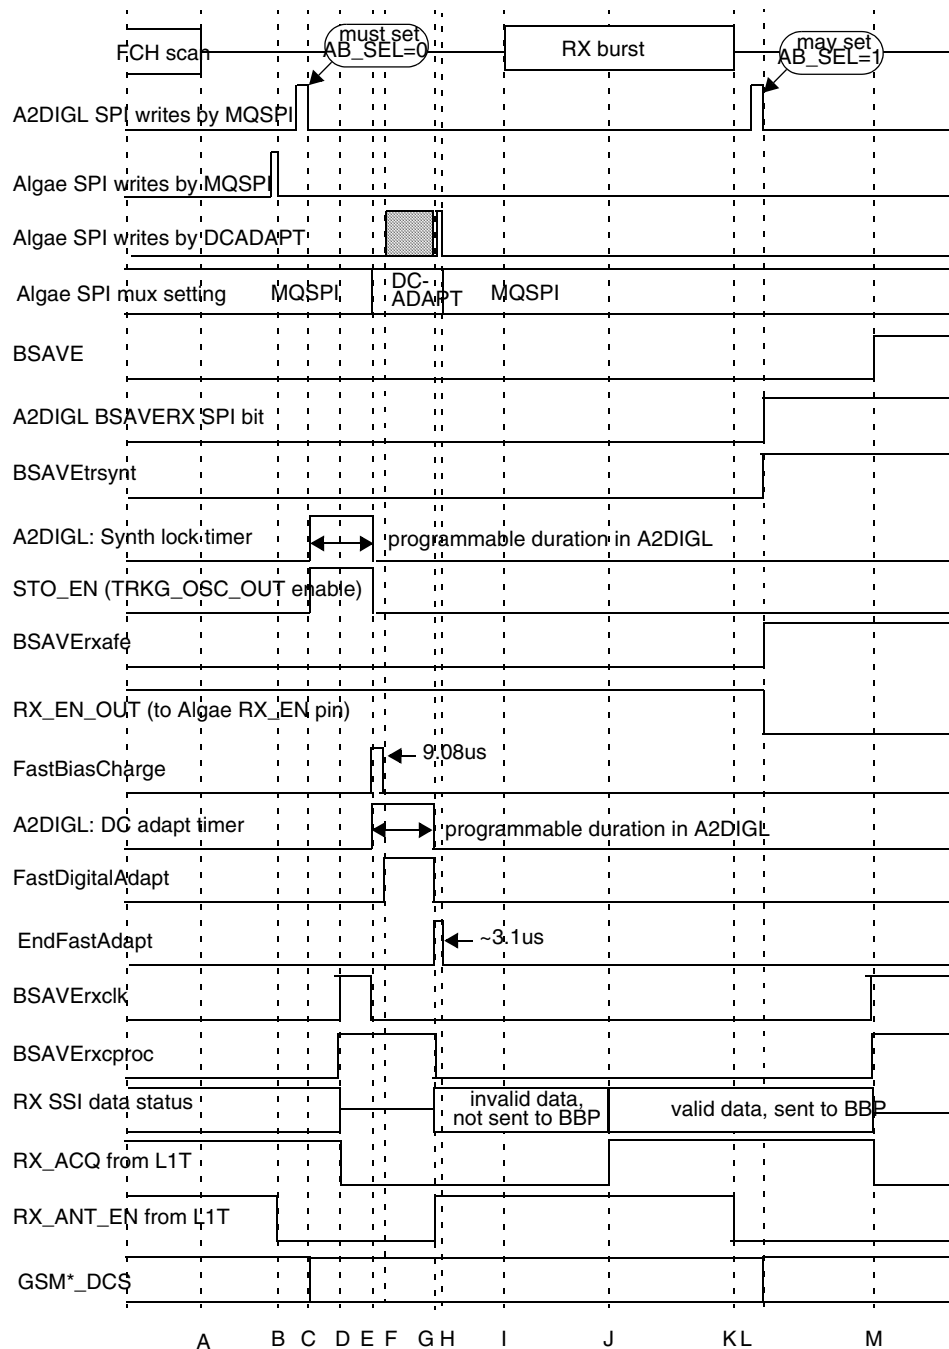 must set
AB_SEL=0
may set
AB_SEL=1
FCH scan
RX burst
A2DIGL SPI writes by MQSPI
Algae SPI writes by MQSPI
Algae SPI writes by DCADAPT
Algae SPI mux setting
MQSPI
DC-
ADAPT
MQSPI
BSAVE
A2DIGL BSAVERX SPI bit
BSAVEtrsynt
A2DIGL: Synth lock timer
programmable duration in A2DIGL
STO_EN (TRKG_OSC_OUT enable)
BSAVErxafe
RX_EN_OUT (to Algae RX_EN pin)
9.08us
FastBiasCharge
A2DIGL: DC adapt timer
programmable duration in A2DIGL
FastDigitalAdapt
EndFastAdapt
~3.1us
BSAVErxclk
BSAVErxcproc
RX SSI data status
invalid data,
not sent to BBP
valid data, sent to BBP
RX_ACQ from L1T
RX_ANT_EN from L1T
GSM*_DCS
A B C D E F G H I J K L M